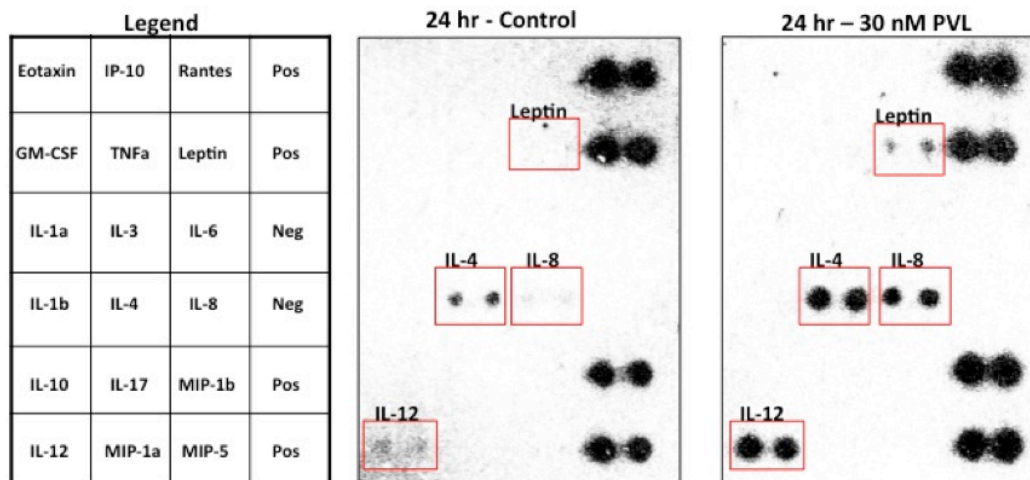 Legend
24 hr - Control
24 hr – 30 nM PVL
Eotaxin IP-10 Rantes Pos
GM-CSF TNFa Leptin Pos
IL-1a IL-3 IL-6 Neg
IL-1b IL-4 IL-8 Neg
IL-10 IL-17 MIP-1b Pos
IL-12 MIP-1a MIP-5 Pos
Leptin
IL-4 IL-8
IL-12
Leptin
IL-4 IL-8
IL-12